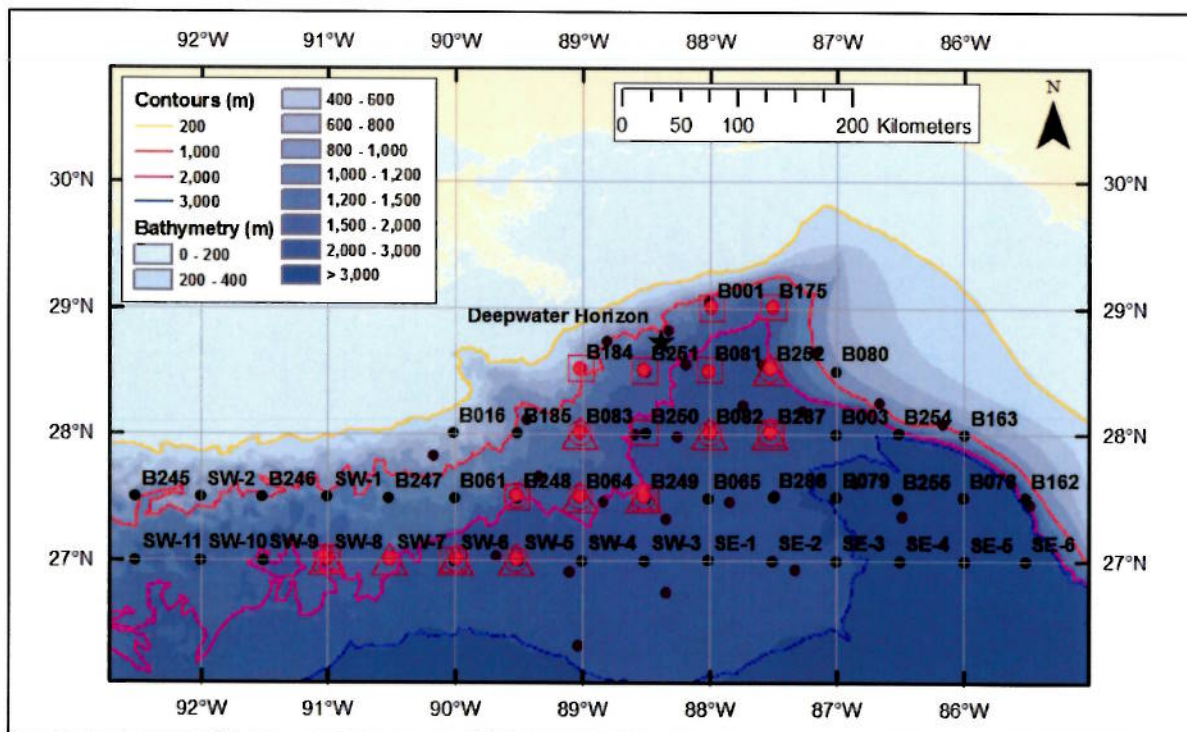 92°W 91°W 90°W 89°W 88°W 87°W 86°W
Contours (m)
200
1,000
2,000
3,000
Bathymetry (m)
0 - 200
200 - 400
400 - 600
600 - 800
800 - 1,000
1,000 - 1,200
1,200 - 1,500
1,500 - 2,000
2,000 - 3,000
> 3,000
0 50 100 200 Kilometers
N
30°N 30°N
29°N B001 B175 29°N
Deepwater Horizon
B184 B251 B081 B252 B080
28°N B016 B185 B083 B250 B082 B287 B003 B254 B163 28°N
B245 SW-2 B246 SW-1 B247 B061 B248 B064 B249 B065 B286 B079 B255 B078 B162
27°N SW-11 SW-10 SW-9 SW-8 SW-7 SW-6 SW-5 SW-4 SW-3 SE-1 SE-2 SE-3 SE-4 SE-5 SE-6 27°N
92°W 91°W 90°W 89°W 88°W 87°W 86°W